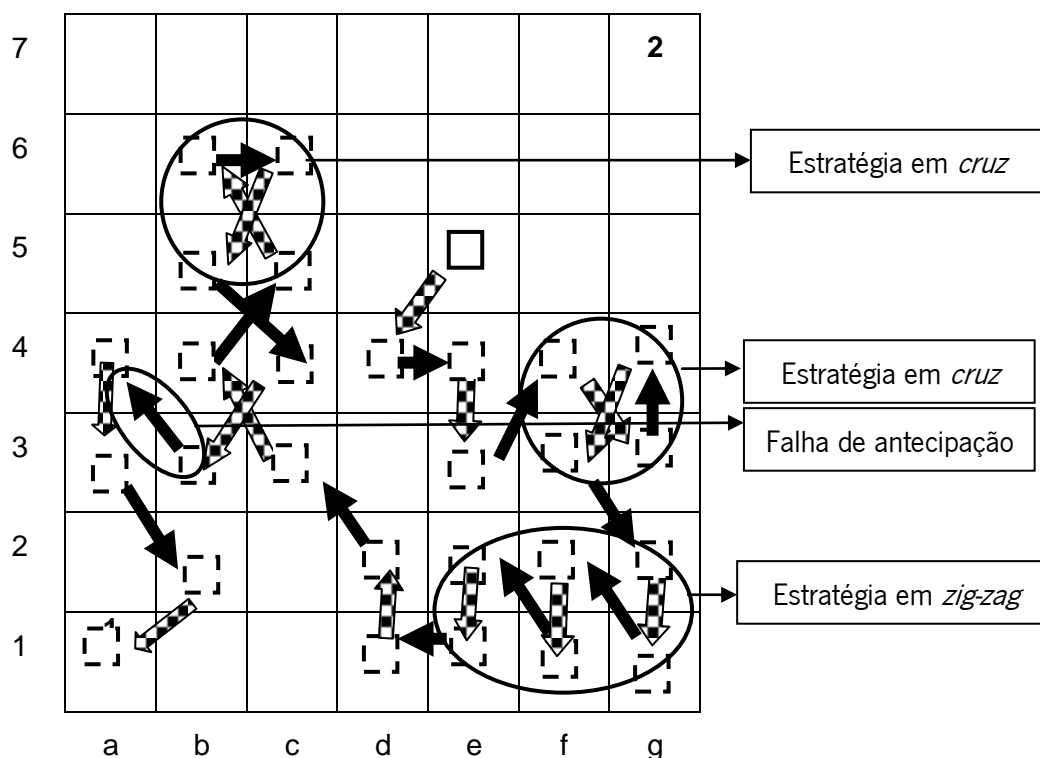 7
2
6
Estratégia em cruz
5
4
Estratégia em cruz
Falha de antecipação
3
2
Estratégia em zig-zag
1
1
a b c d e f g